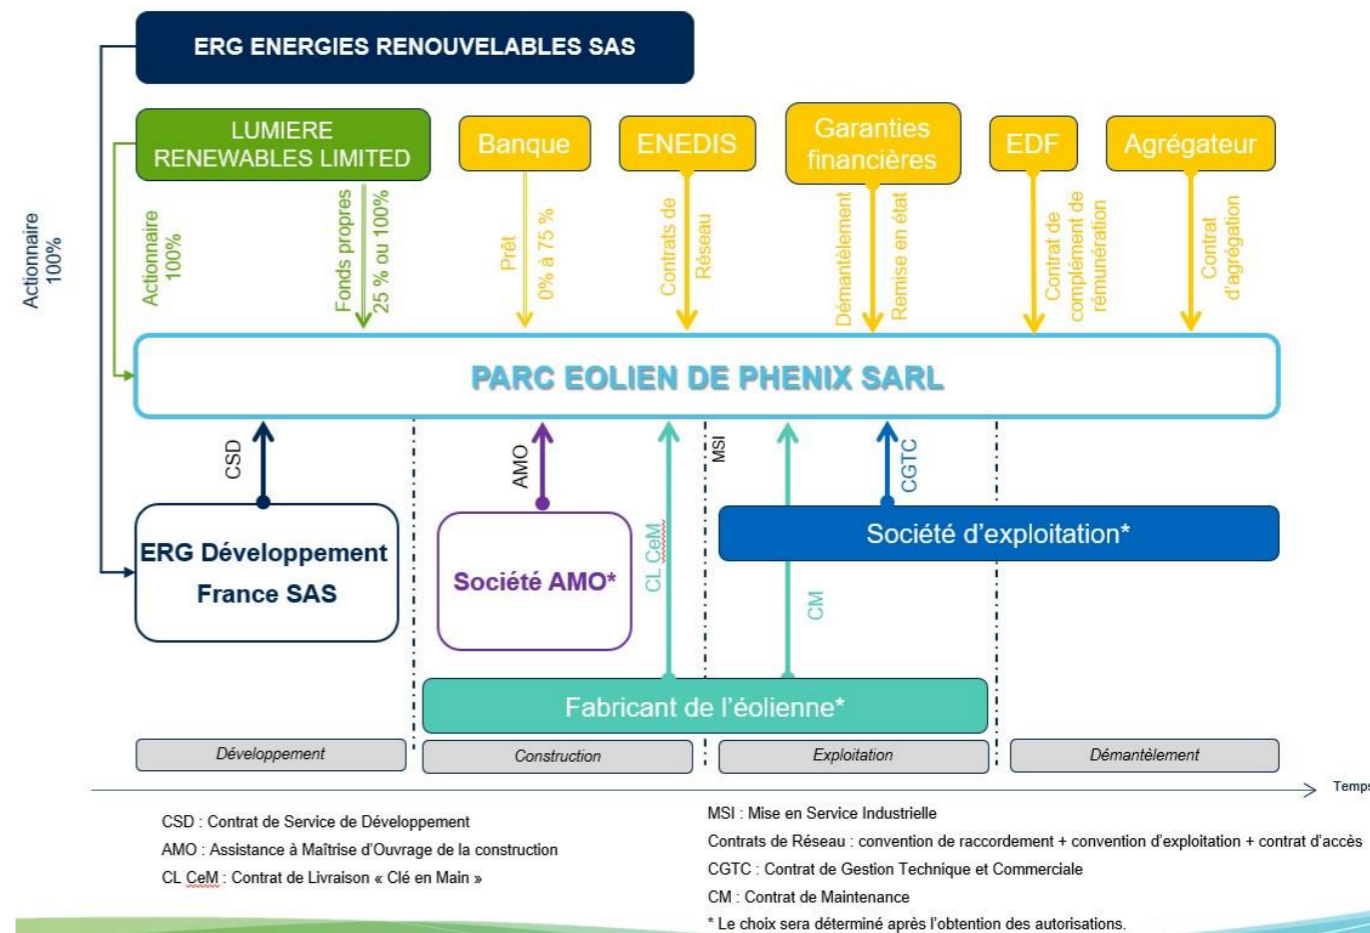 ERG ENERGIES RENOUVELABLES SAS
LUMIERE
RENEWABLES LIMITED
Banque
ENEDIS
Garanties
financières
EDF
Agrégateur
Actionnaire
100%
Actionnaire
100%
Fonds propres
25 % ou 100%
Prêt
0% à 75 %
Contrats de
Réseau
Démantèlement
Remise en état
Contrat de
complément de
rémunération
Contrat
d'agrégation
PARC EOLIEN DE PHENIX SARL
CSD
AMO
CL CeM
MSI
CM
CGTC
ERG Développement
France SAS
Société AMO*
Société d'exploitation*
Fabricant de l'éolienne*
Développement
Construction
Exploitation
Démantèlement
Temps
CSD : Contrat de Service de Développement
AMO : Assistance à Maîtrise d'Ouvrage de la construction
CL CeM : Contrat de Livraison « Clé en Main »
MSI : Mise en Service Industrielle
Contrats de Réseau : convention de raccordement + convention d'exploitation + contrat d'accès
CGTC : Contrat de Gestion Technique et Commerciale
CM : Contrat de Maintenance
* Le choix sera déterminé après l'obtention des autorisations.